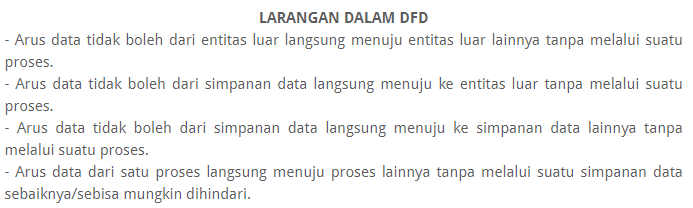 LARANGAN DALAM DFD
- Arus data tidak boleh dari entitas luar langsung menuju entitas luar lainnya tanpa melalui suatu
proses.
- Arus data tidak boleh dari simpanan data langsung menuju ke entitas luar tanpa melalui suatu
proses.
- Arus data tidak boleh dari simpanan data langsung menuju ke simpanan data lainnya tanpa
melalui suatu proses.
- Arus data dari satu proses langsung menuju proses lainnya tanpa melalui suatu simpanan data
sebaiknya/sebisa mungkin dihindari.